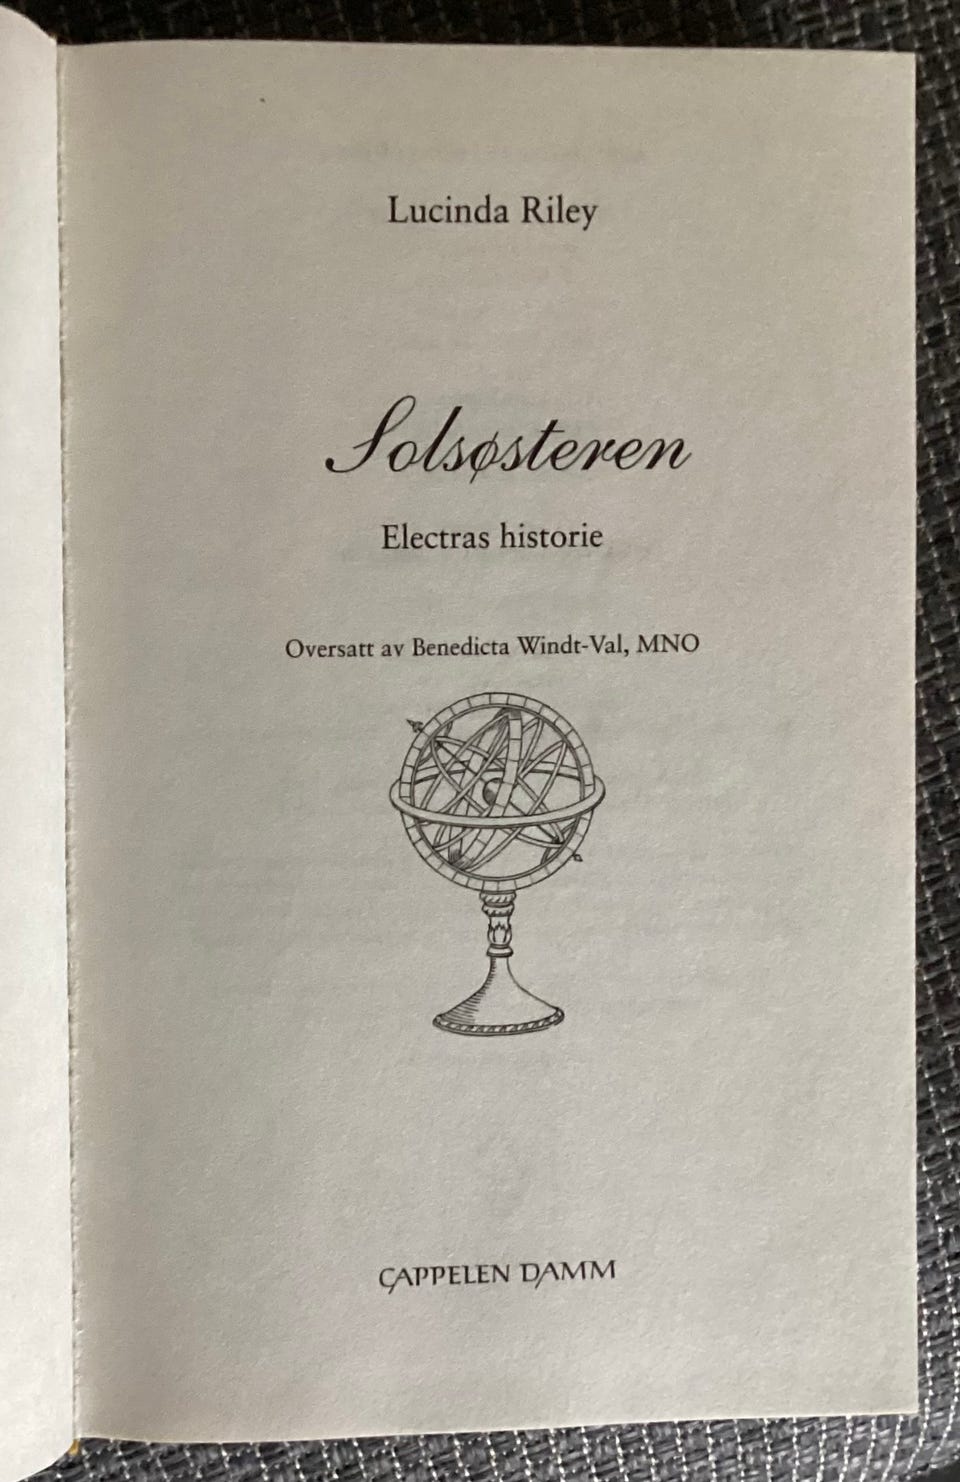 Lucinda Riley
Solsøsteren
Electras historie
Oversatt av Benedicta Windt-Val, MNO
CAPPELEN DAMM